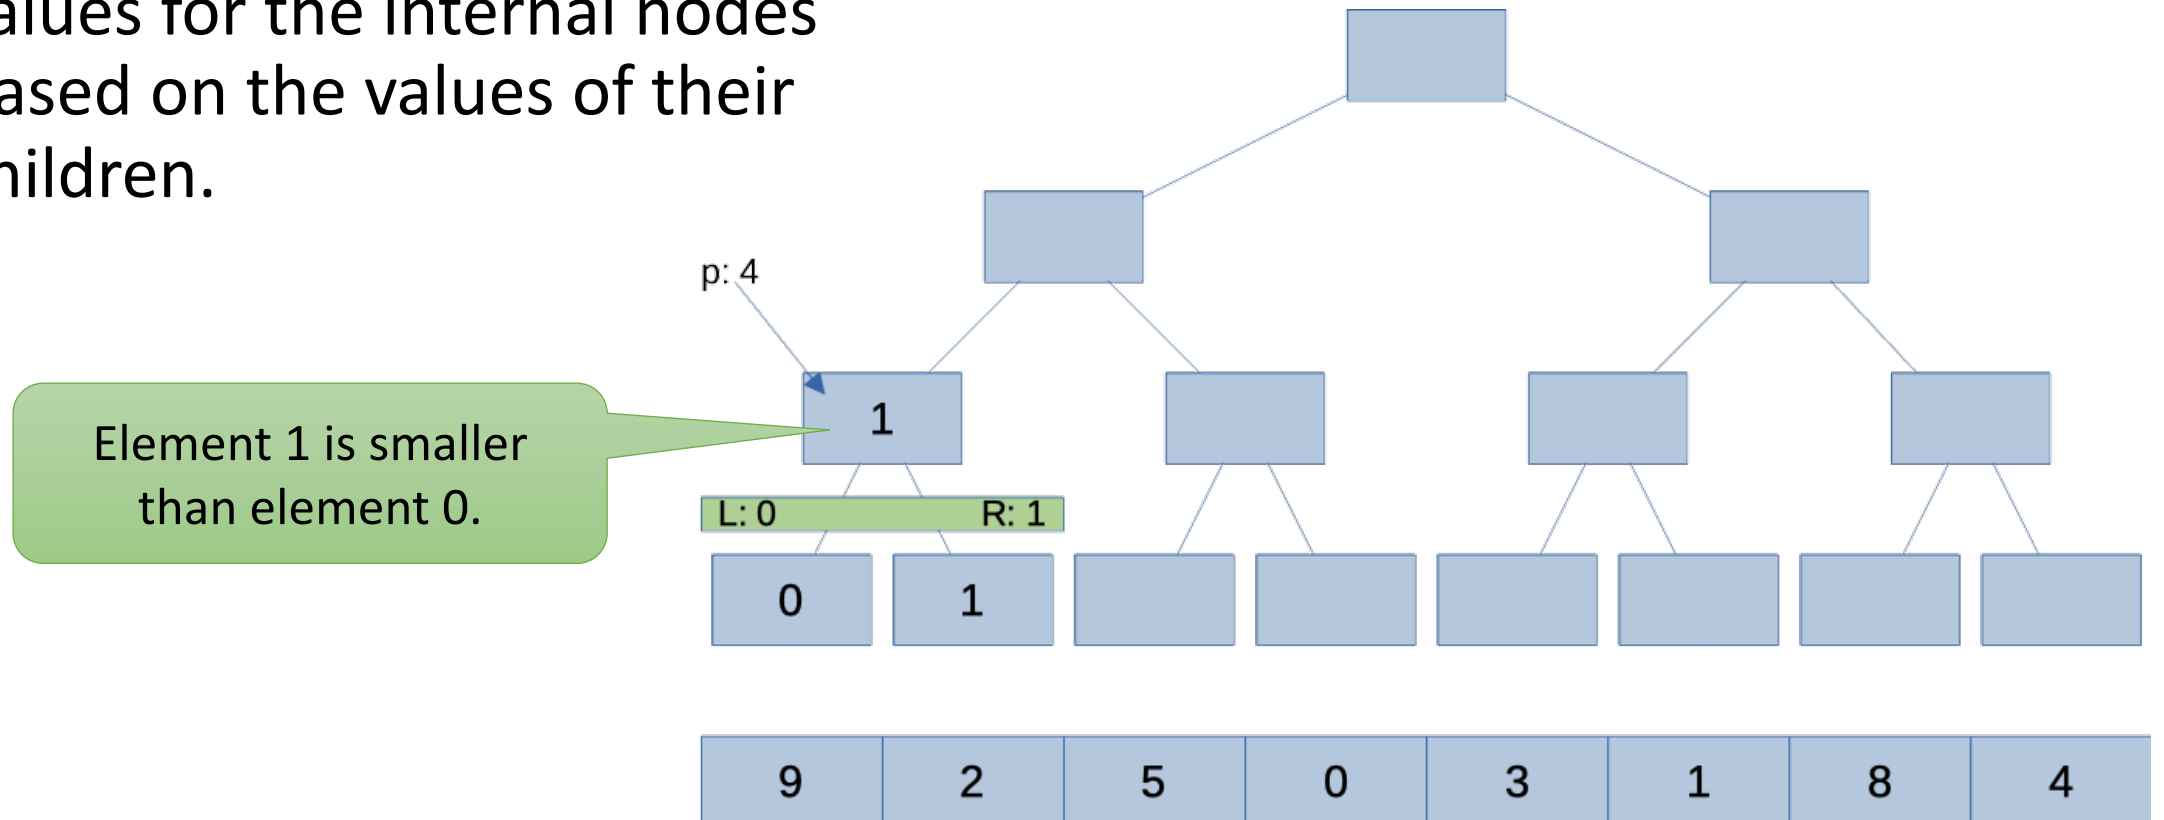 alues for the internal nodes
ased on the values of their
hildren.
p: 4
1
Element 1 is smaller
than element 0.
L: 0 R: 1
0 1
9 2 5 0 3 1 8 4